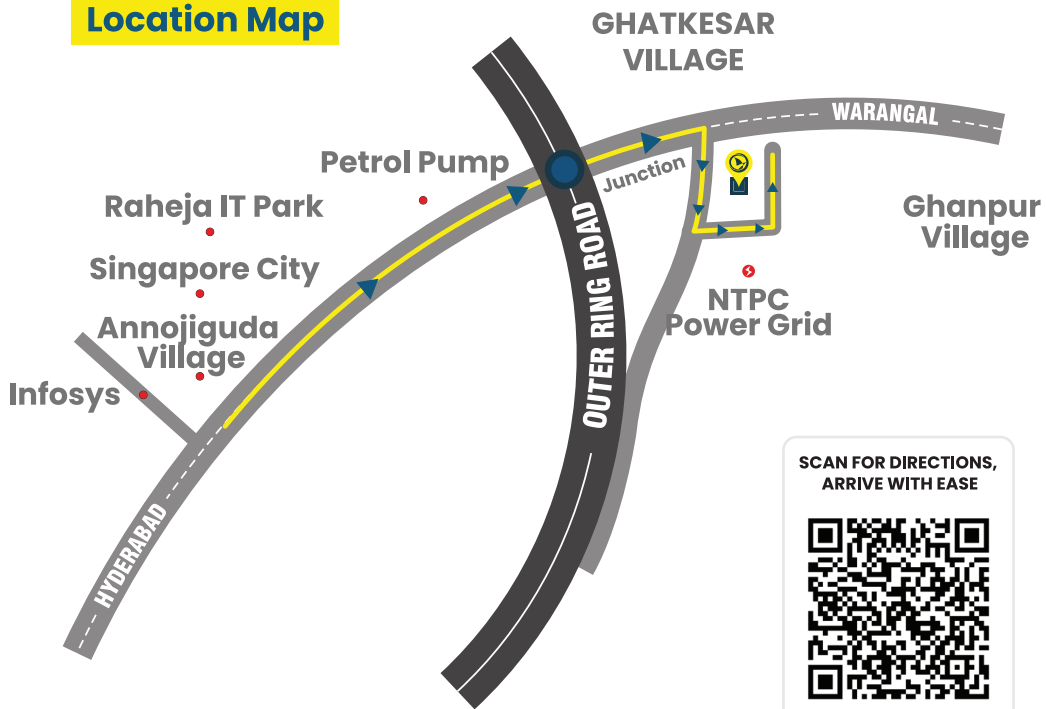 Location Map
GHATKESAR
VILLAGE
WARANGAL
Petrol Pump
Junction
Raheja IT Park
Ghanpur
Village
OUTER RING ROAD
Singapore City
NTPC
Power Grid
Annojiguda
Village
Infosys
HYDERABAD
SCAN FOR DIRECTIONS,
ARRIVE WITH EASE